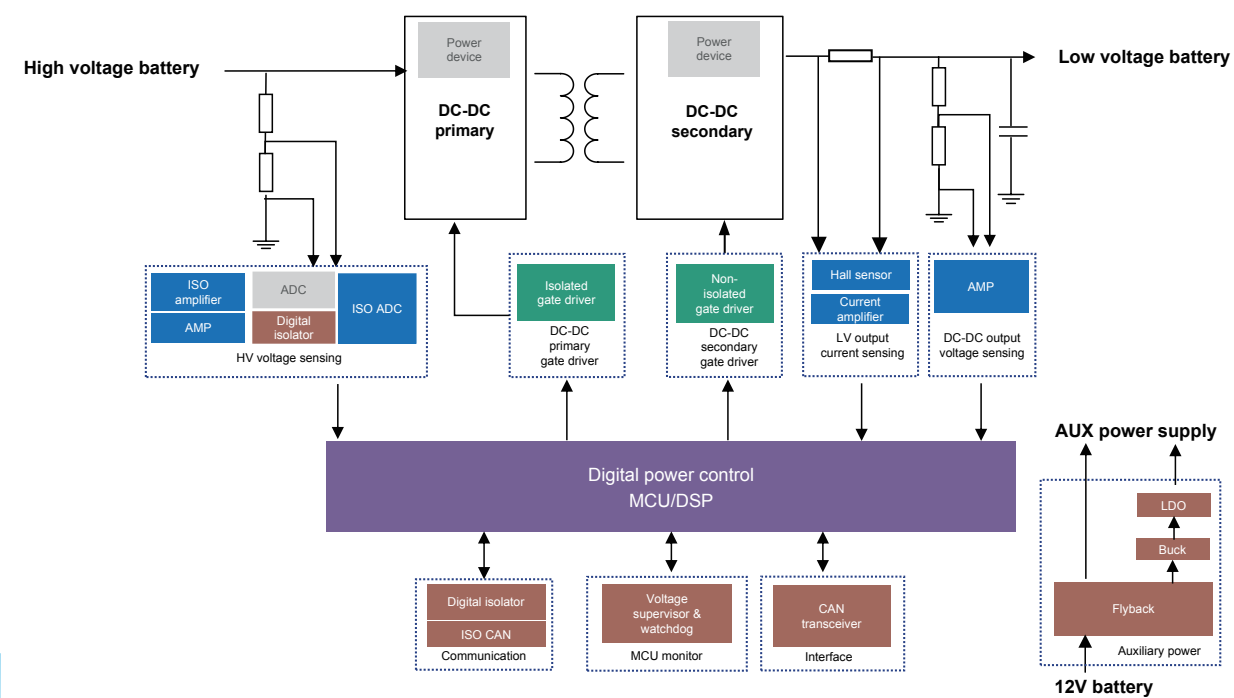 High voltage battery
Power
device
DC-DC
primary
Power
device
DC-DC
secondary
Low voltage battery
ISO
amplifier
AMP
ADC
Digital
isolator
ISO ADC
HV voltage sensing
Isolated
gate driver
DC-DC
primary
gate driver
Non-
isolated
gate driver
DC-DC
secondary
gate driver
Hall sensor
Current
amplifier
LV output
current sensing
AMP
DC-DC output
voltage sensing
Digital power control
MCU/DSP
AUX power supply
LDO
Buck
Flyback
Auxiliary power
12V battery
Digital isolator
ISO CAN
Communication
Voltage
supervisor &
watchdog
MCU monitor
CAN
transceiver
Interface